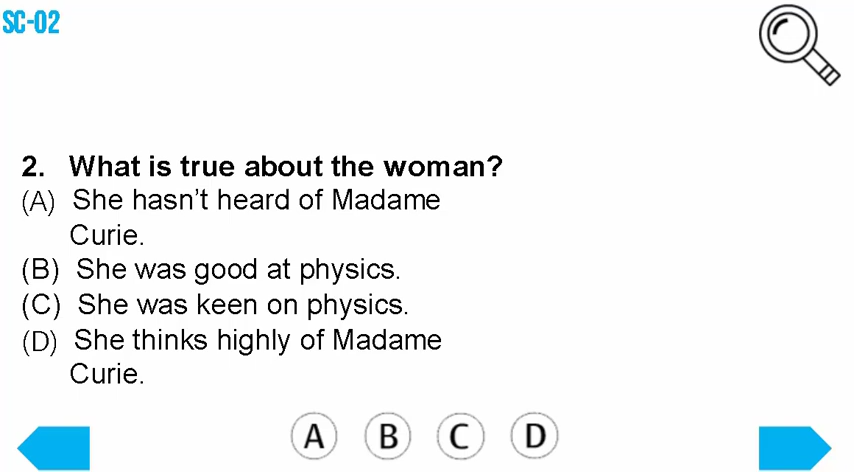 SC-02
2. What is true about the woman?
(A) She hasn't heard of Madame
Curie.
(B) She was good at physics.
(C) She was keen on physics.
(D) She thinks highly of Madame
Curie.
A B C D